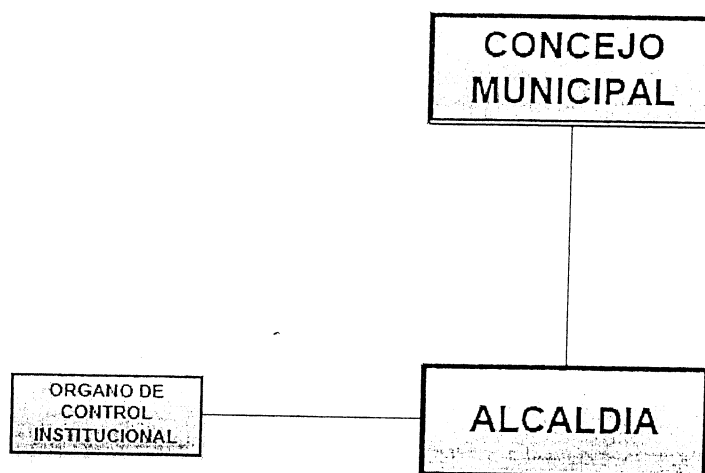 CONCEJO
MUNICIPAL
ORGANO DE
CONTROL
INSTITUCIONAL
ALCALDIA